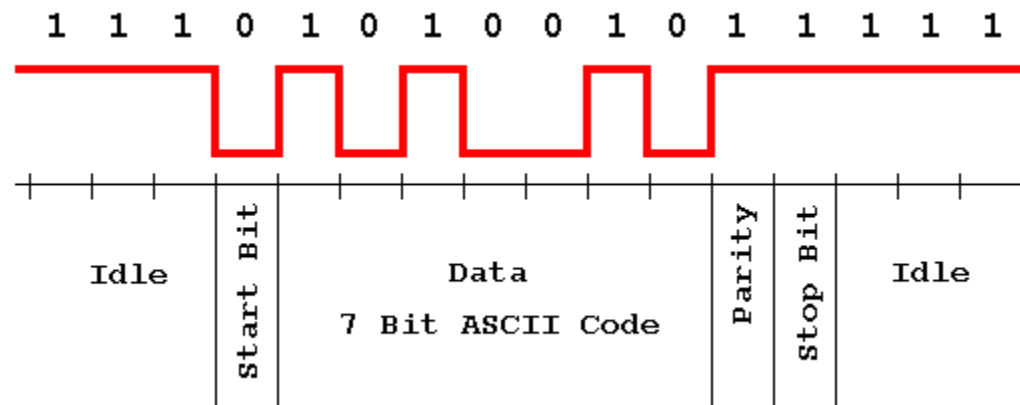 1 1 1 0 1 0 1 0 0 1 0 1 1 1 1 1
Idle
Start Bit
Data
7 Bit ASCII Code
Parity
Stop Bit
Idle